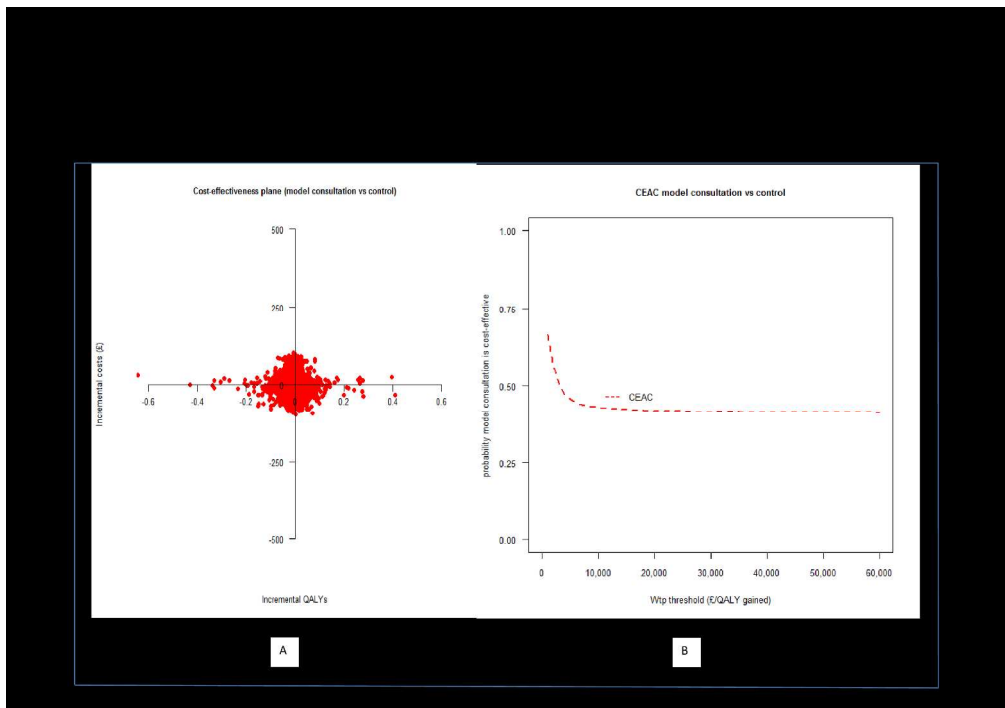 Cost-effectiveness plane (model consultation vs control)
500
250
0
-250
-500
-0.6
-0.4
-0.2
0
0.2
0.4
0.6
Incremental costs (£)
Incremental QALYs
A
CEAC model consultation vs control
1.00
0.75
0.50
0.25
0.00
probability model consultation is cost-effective
CEAC
0
10,000
20,000
30,000
40,000
50,000
60,000
Wtp threshold (£/QALY gained)
B